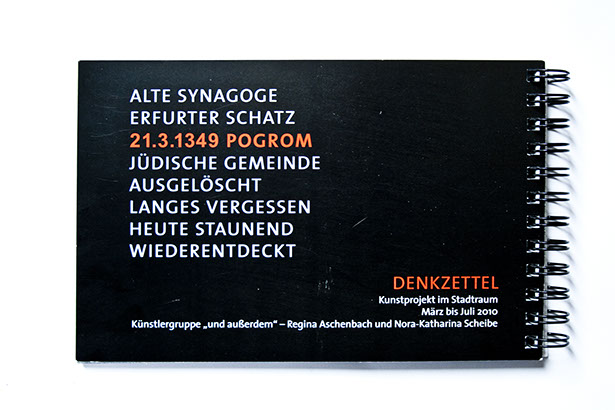 ALTE SYNAGOGE
ERFURTER SCHATZ
21.3.1349 POGROM
JÜDISCHE GEMEINDE
AUSGELÖSCHT
LANGES VERGESSEN
HEUTE STAUNEND
WIEDERENTDECKT
DENKZETTEL
Kunstprojekt im Stadtraum
März bis Juli 2010
Künstlergruppe „und außerdem“ – Regina Aschenbach und Nora-Katharina Scheibe